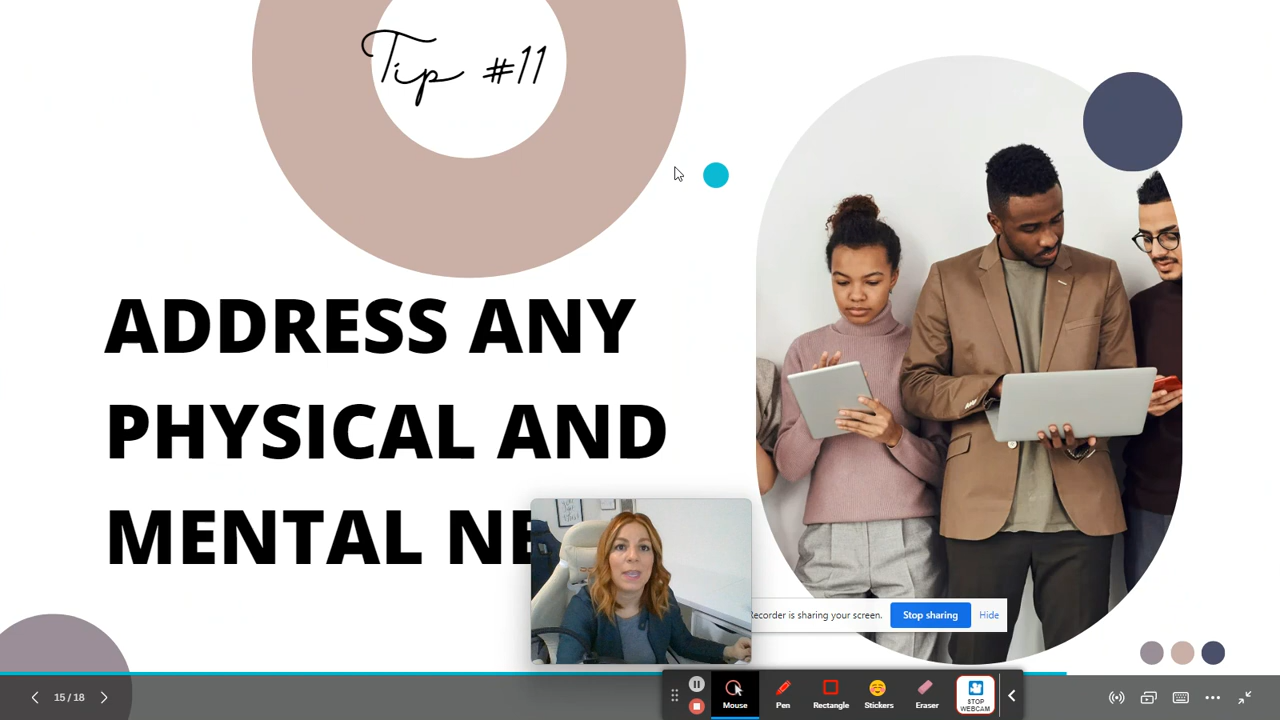 Tip #11
ADDRESS ANY
PHYSICAL AND
MENTAL
Recorder is sharing your screen. Stop sharing Hide
15 / 18
Mouse Pen Rectangle Stickers Eraser STOP
WEBCAM